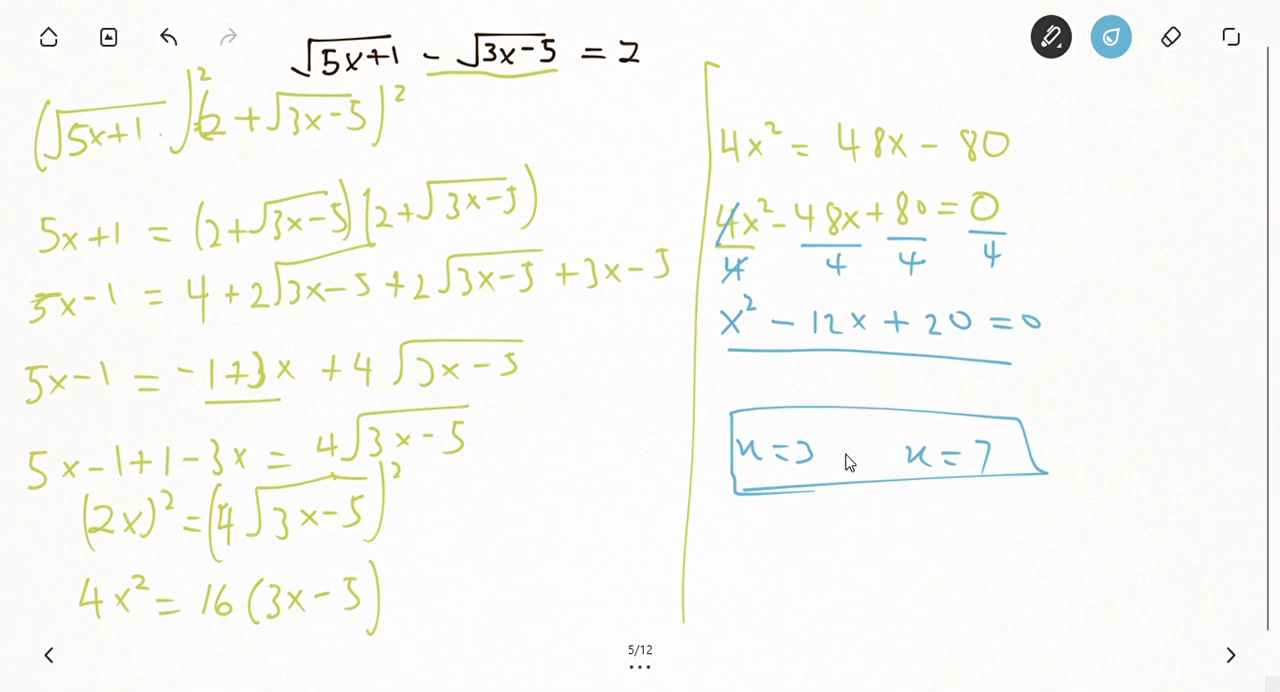 √(5x+1) - √(3x-5) = 2
(√(5x+1))² (2 + √(3x-5))²
5x+1 = (2+√(3x-5)) (2+√(3x-5))
5x-1 = 4 + 2√(3x-5) + 2√(3x-5) + 3x-5
5x-1 = -1+3x + 4√(3x-5)
5x-1+1-3x = 4√(3x-5)
(2x)² = (4√(3x-5))²
4x² = 16(3x-5)
4x² = 48x - 80
4x² - 48x + 80 = 0
4 4 4 4
x² - 12x + 20 = 0
x = 3 x = 7
5/12